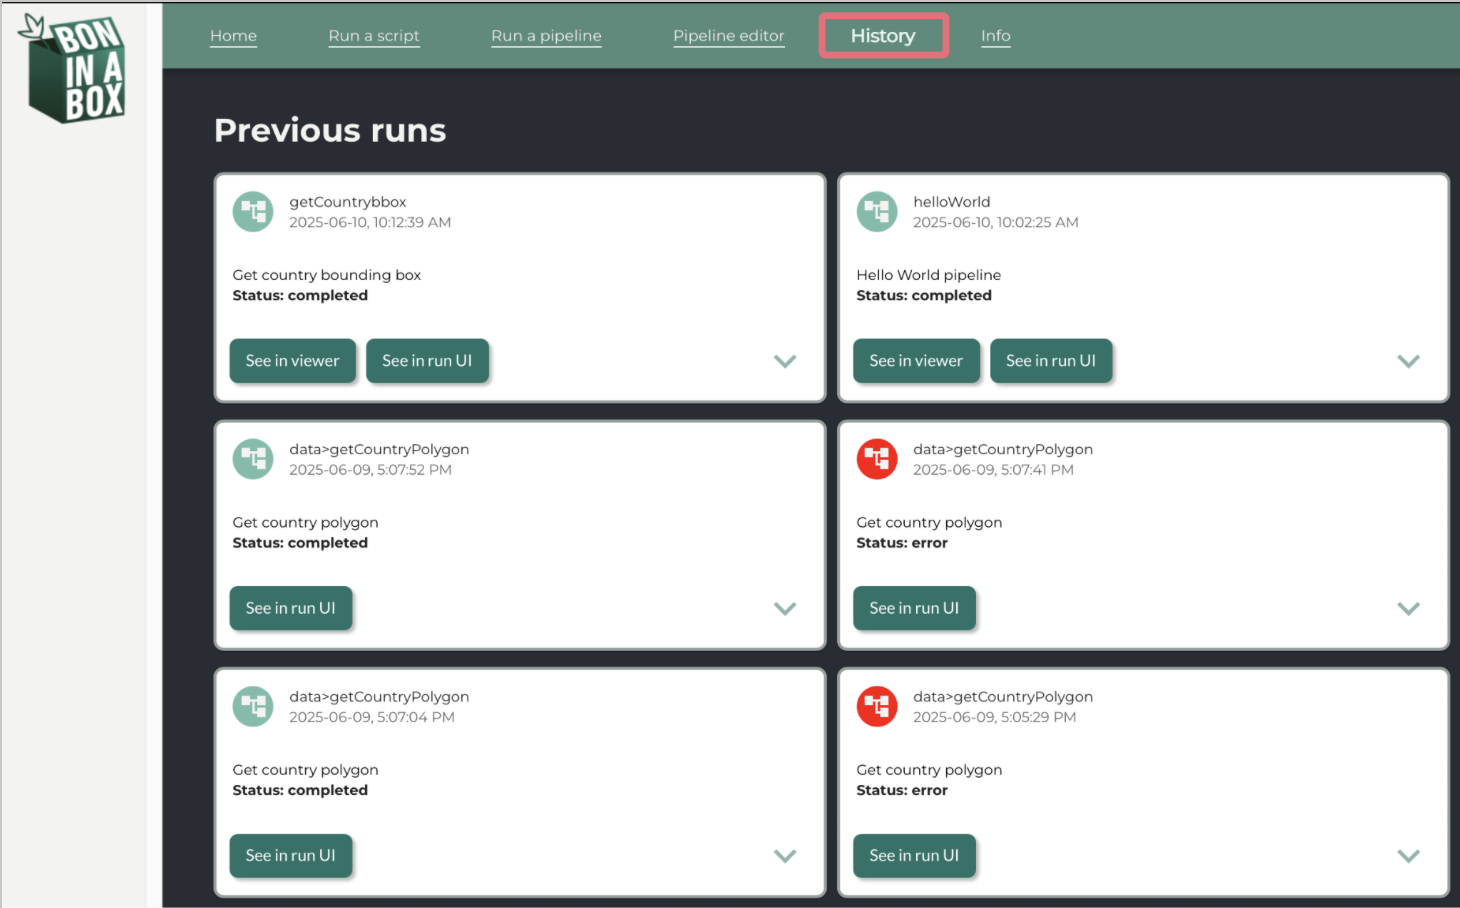 BON
IN A
BOX
Home Run a script Run a pipeline Pipeline editor History Info
Previous runs
getCountrybbox
2025-06-10, 10:12:39 AM
Get country bounding box
Status: completed
See in viewer See in run UI
helloWorld
2025-06-10, 10:02:25 AM
Hello World pipeline
Status: completed
See in viewer See in run UI
data>getCountryPolygon
2025-06-09, 5:07:52 PM
Get country polygon
Status: completed
See in run UI
data>getCountryPolygon
2025-06-09, 5:07:41 PM
Get country polygon
Status: error
See in run UI
data>getCountryPolygon
2025-06-09, 5:07:04 PM
Get country polygon
Status: completed
See in run UI
data>getCountryPolygon
2025-06-09, 5:05:29 PM
Get country polygon
Status: error
See in run UI